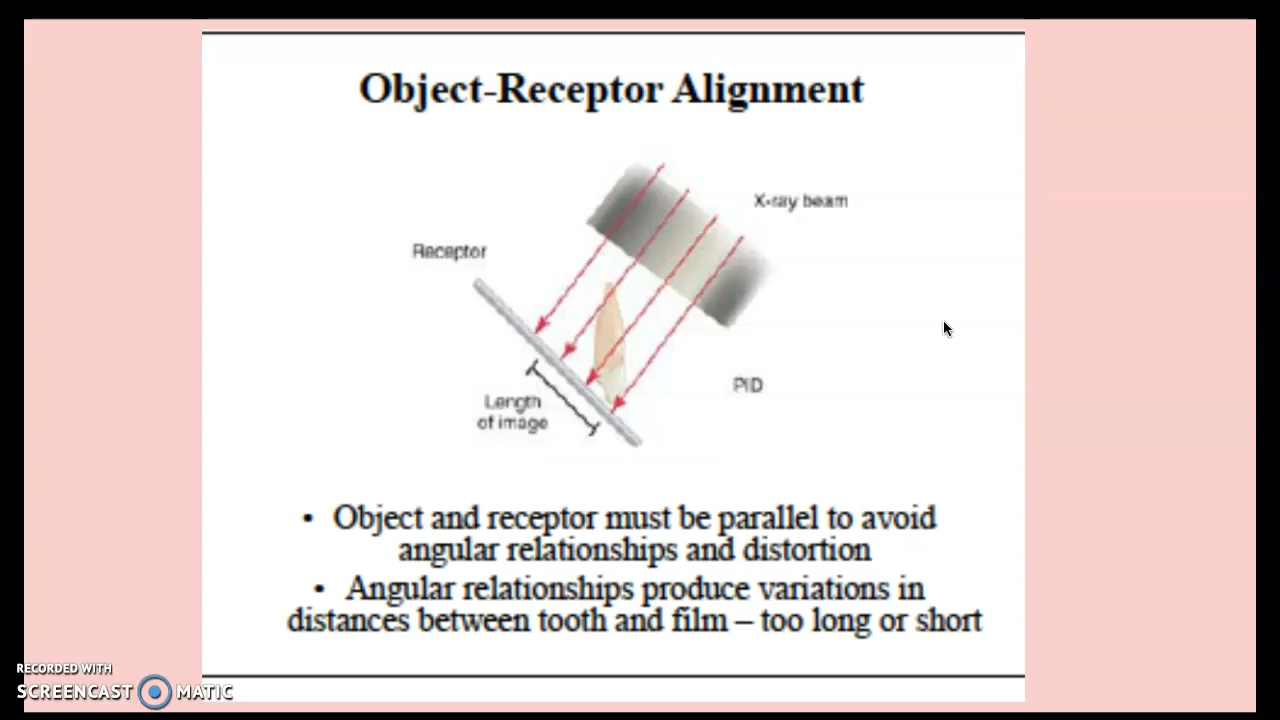 Object-Receptor Alignment
X-ray beam
Receptor
PID
Length
of image
• Object and receptor must be parallel to avoid
angular relationships and distortion
• Angular relationships produce variations in
distances between tooth and film – too long or short
RECORDED WITH
SCREENCAST MATIC